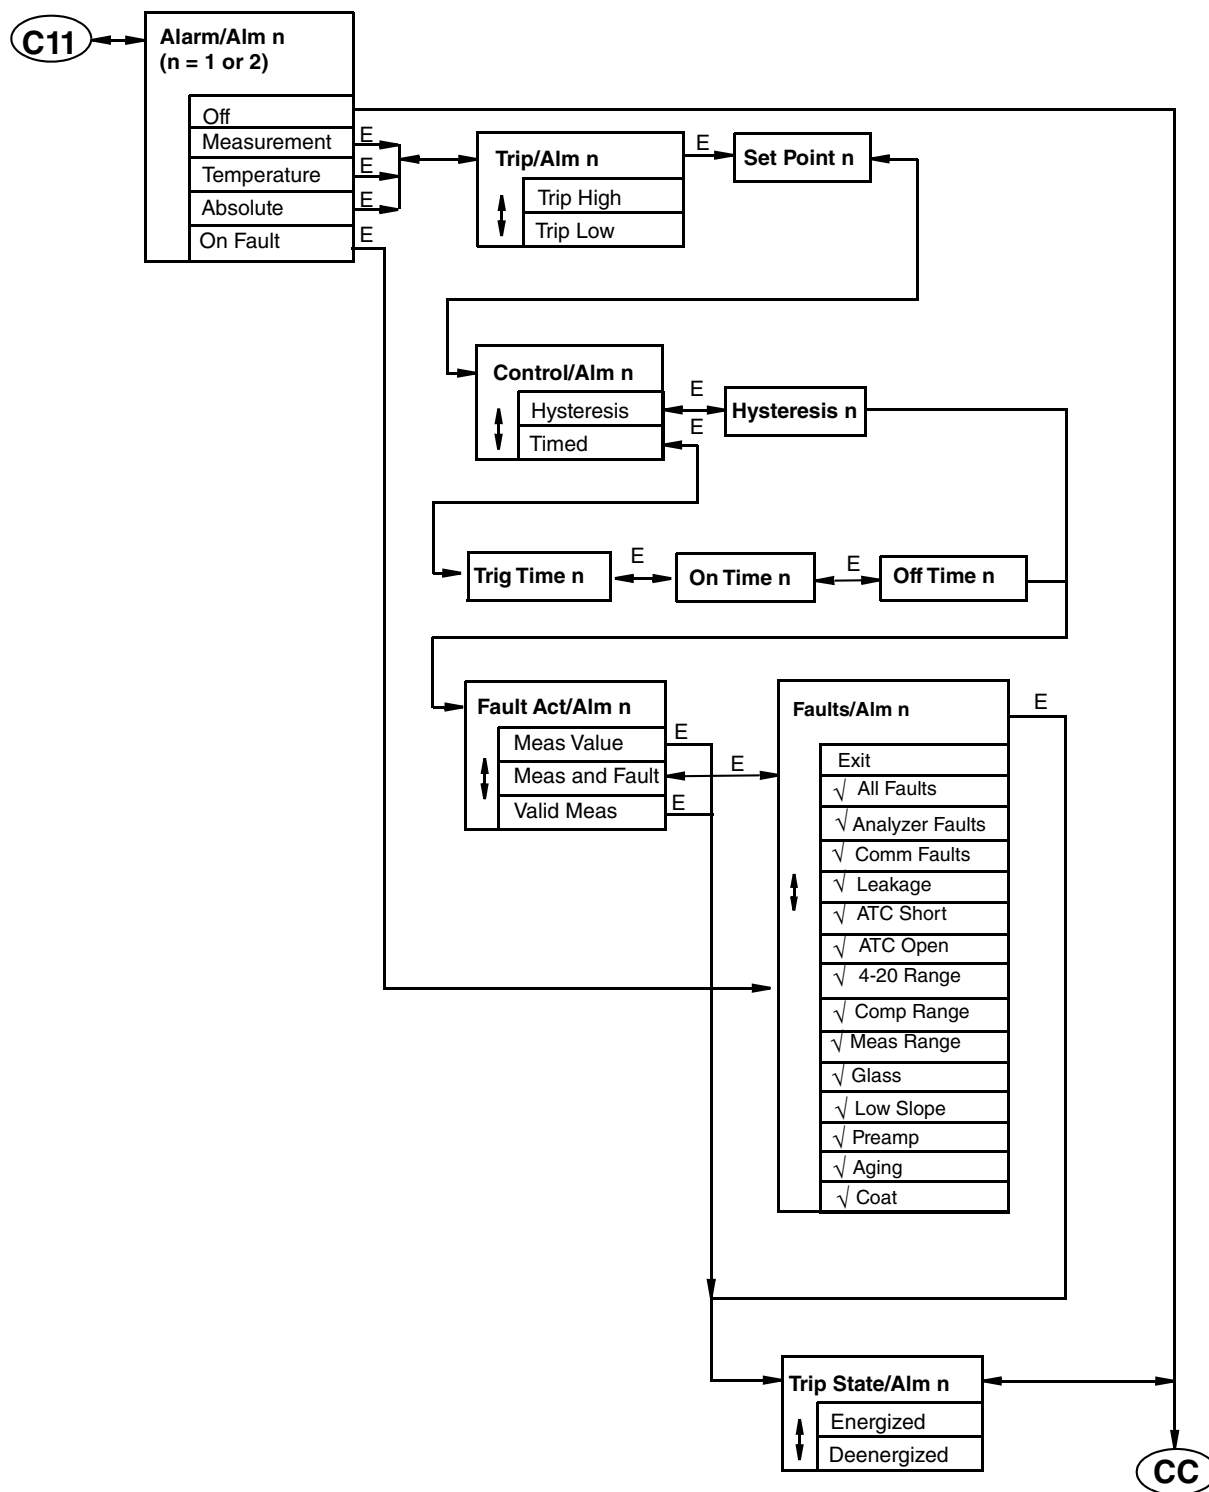 C11
Alarm/Alm n
(n = 1 or 2)
Off
Measurement
E
Temperature
E
Absolute
E
On Fault
E
Trip/Alm n
Trip High
Trip Low
E
Set Point n
Control/Alm n
Hysteresis
Timed
E
E
Hysteresis n
Trig Time n
E
On Time n
E
Off Time n
Fault Act/Alm n
Meas Value
E
Meas and Fault
E
Valid Meas
E
Faults/Alm n
E
Exit
√ All Faults
√ Analyzer Faults
√ Comm Faults
√ Leakage
√ ATC Short
√ ATC Open
√ 4-20 Range
√ Comp Range
√ Meas Range
√ Glass
√ Low Slope
√ Preamp
√ Aging
√ Coat
Trip State/Alm n
Energized
Deenergized
CC